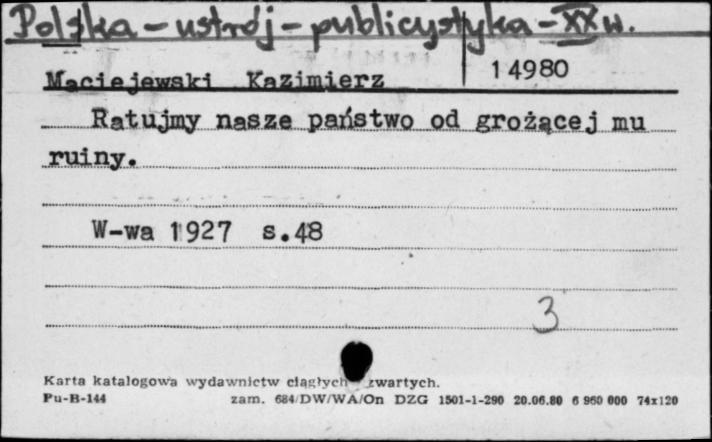 Polska – ustrój – publicystyka – XX w.
Maciejewski Kazimierz 14980
Ratujmy nasze państwo od grożącej mu
ruiny.
W-wa 1927 s.48
3
Karta katalogowa wydawnictw ciągłych zwartych.
Pu-B-144 zam. 684/DW/WA/On DZG 1501-1-290 20.06.80 6 960 000 74x120